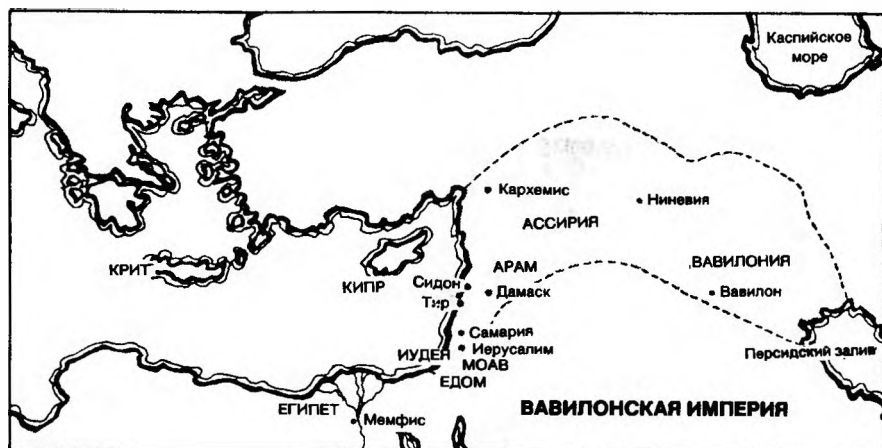 Каспийское
море
Кархемис
Ниневия
АССИРИЯ
КРИТ
КИПР
АРАМ
ВАВИЛОНИЯ
Сидон
Дамаск
Вавилон
Тир
Самария
ИУДЕЯ
Иерусалим
Персидский залив
МОАВ
ЕДОМ
ЕГИПЕТ
Мемфис
ВАВИЛОНСКАЯ ИМПЕРИЯ